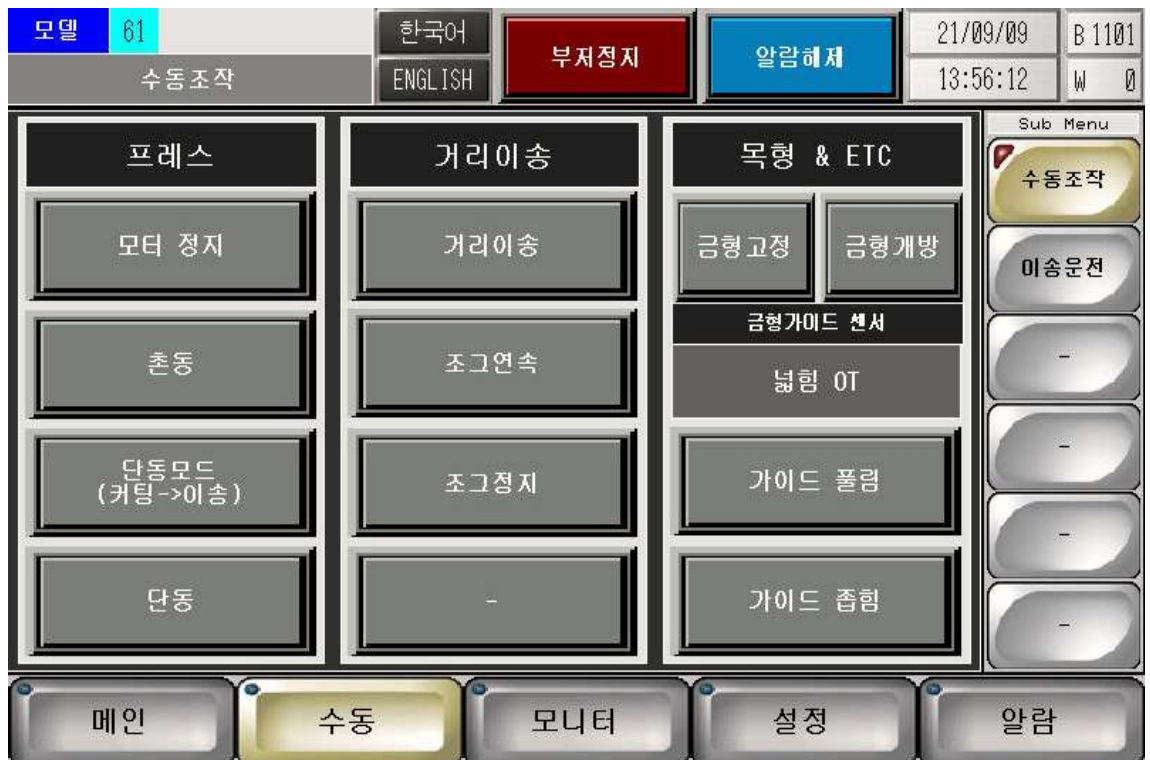 모델 61
한국어
ENGLISH
부저정지
알람해제
21/09/09
13:56:12
B 1101
W 0
수동조작
프레스
모터 정지
촌동
단동모드
(커팅->이송)
단동
거리이송
거리이송
조그연속
조그정지
-
목형 & ETC
금형고정
금형개방
금형가이드 센서
넓힘 OT
가이드 풀림
가이드 좁힘
Sub Menu
수동조작
이송운전
-
-
-
-
메인
수동
모니터
설정
알람